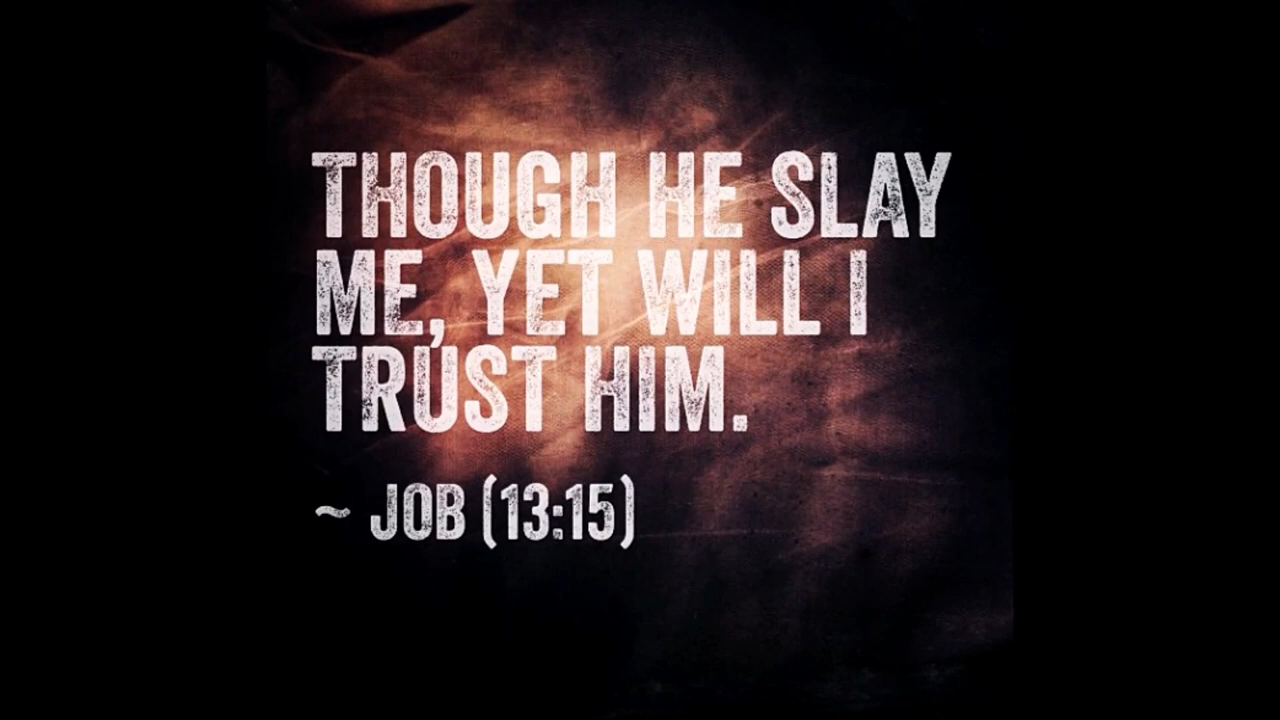 THOUGH HE SLAY
ME, YET WILL I
TRUST HIM.
~ JOB (13:15)